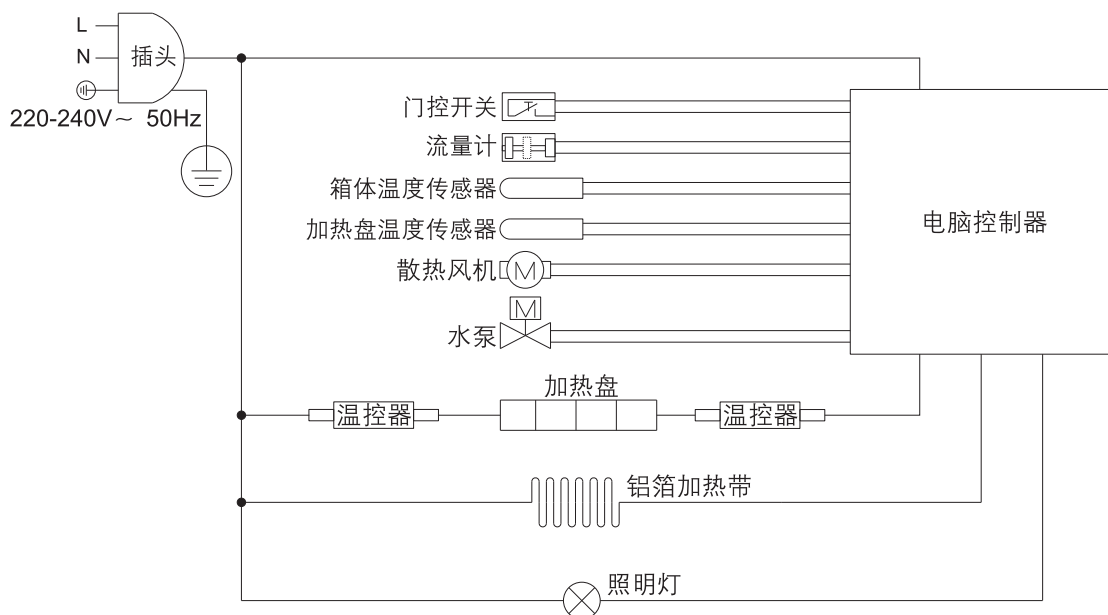 L
N
插头
220-240V~ 50Hz
门控开关
流量计
箱体温度传感器
加热盘温度传感器
散热风机
M
M
水泵
电脑控制器
加热盘
温控器
温控器
铝箔加热带
照明灯